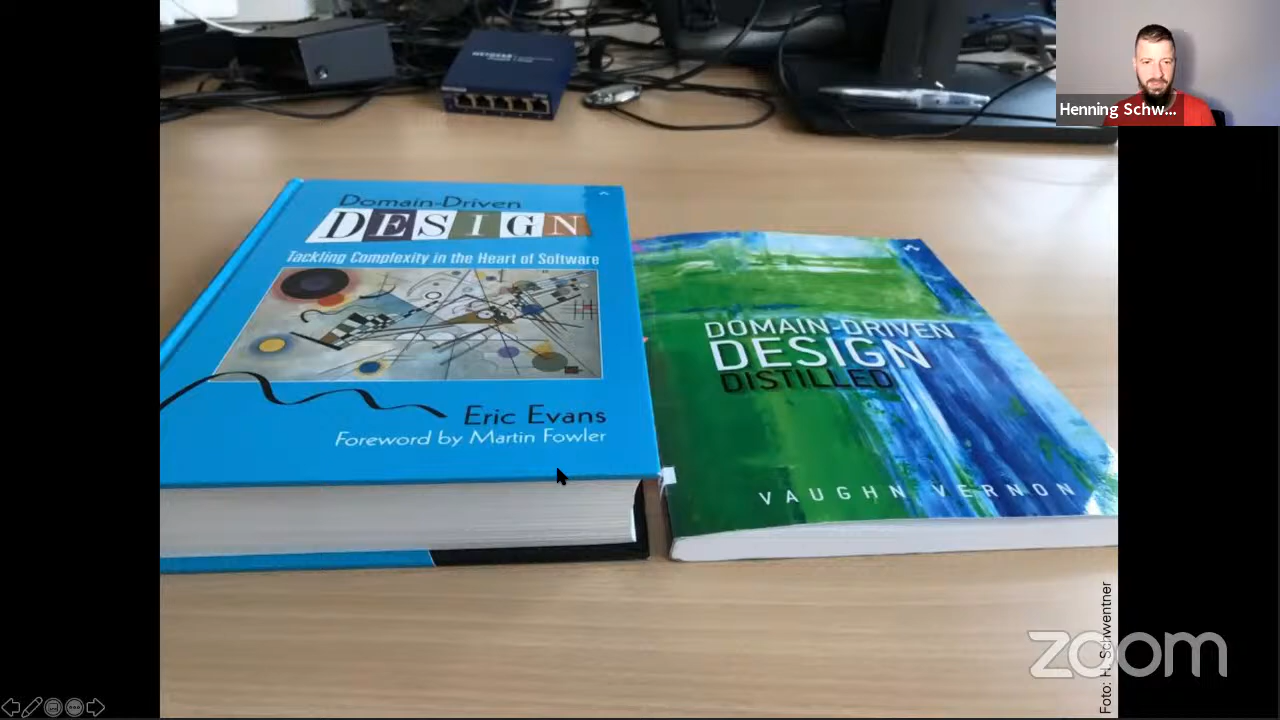 NETGEAR
Henning Schw...
Domain-Driven
DESIGN
Tackling Complexity in the Heart of Software
Eric Evans
Foreword by Martin Fowler
DOMAIN-DRIVEN
DESIGN
DISTILLED
VAUGHN VERNON
Foto: H. Schwentner
zoom